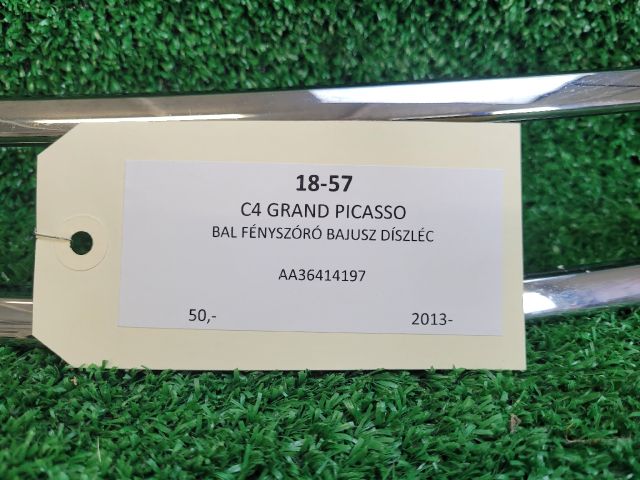 18-57
C4 GRAND PICASSO
BAL FÉNYSZÓRÓ BAJUSZ DÍSZLÉC
AA36414197
50,- 2013-